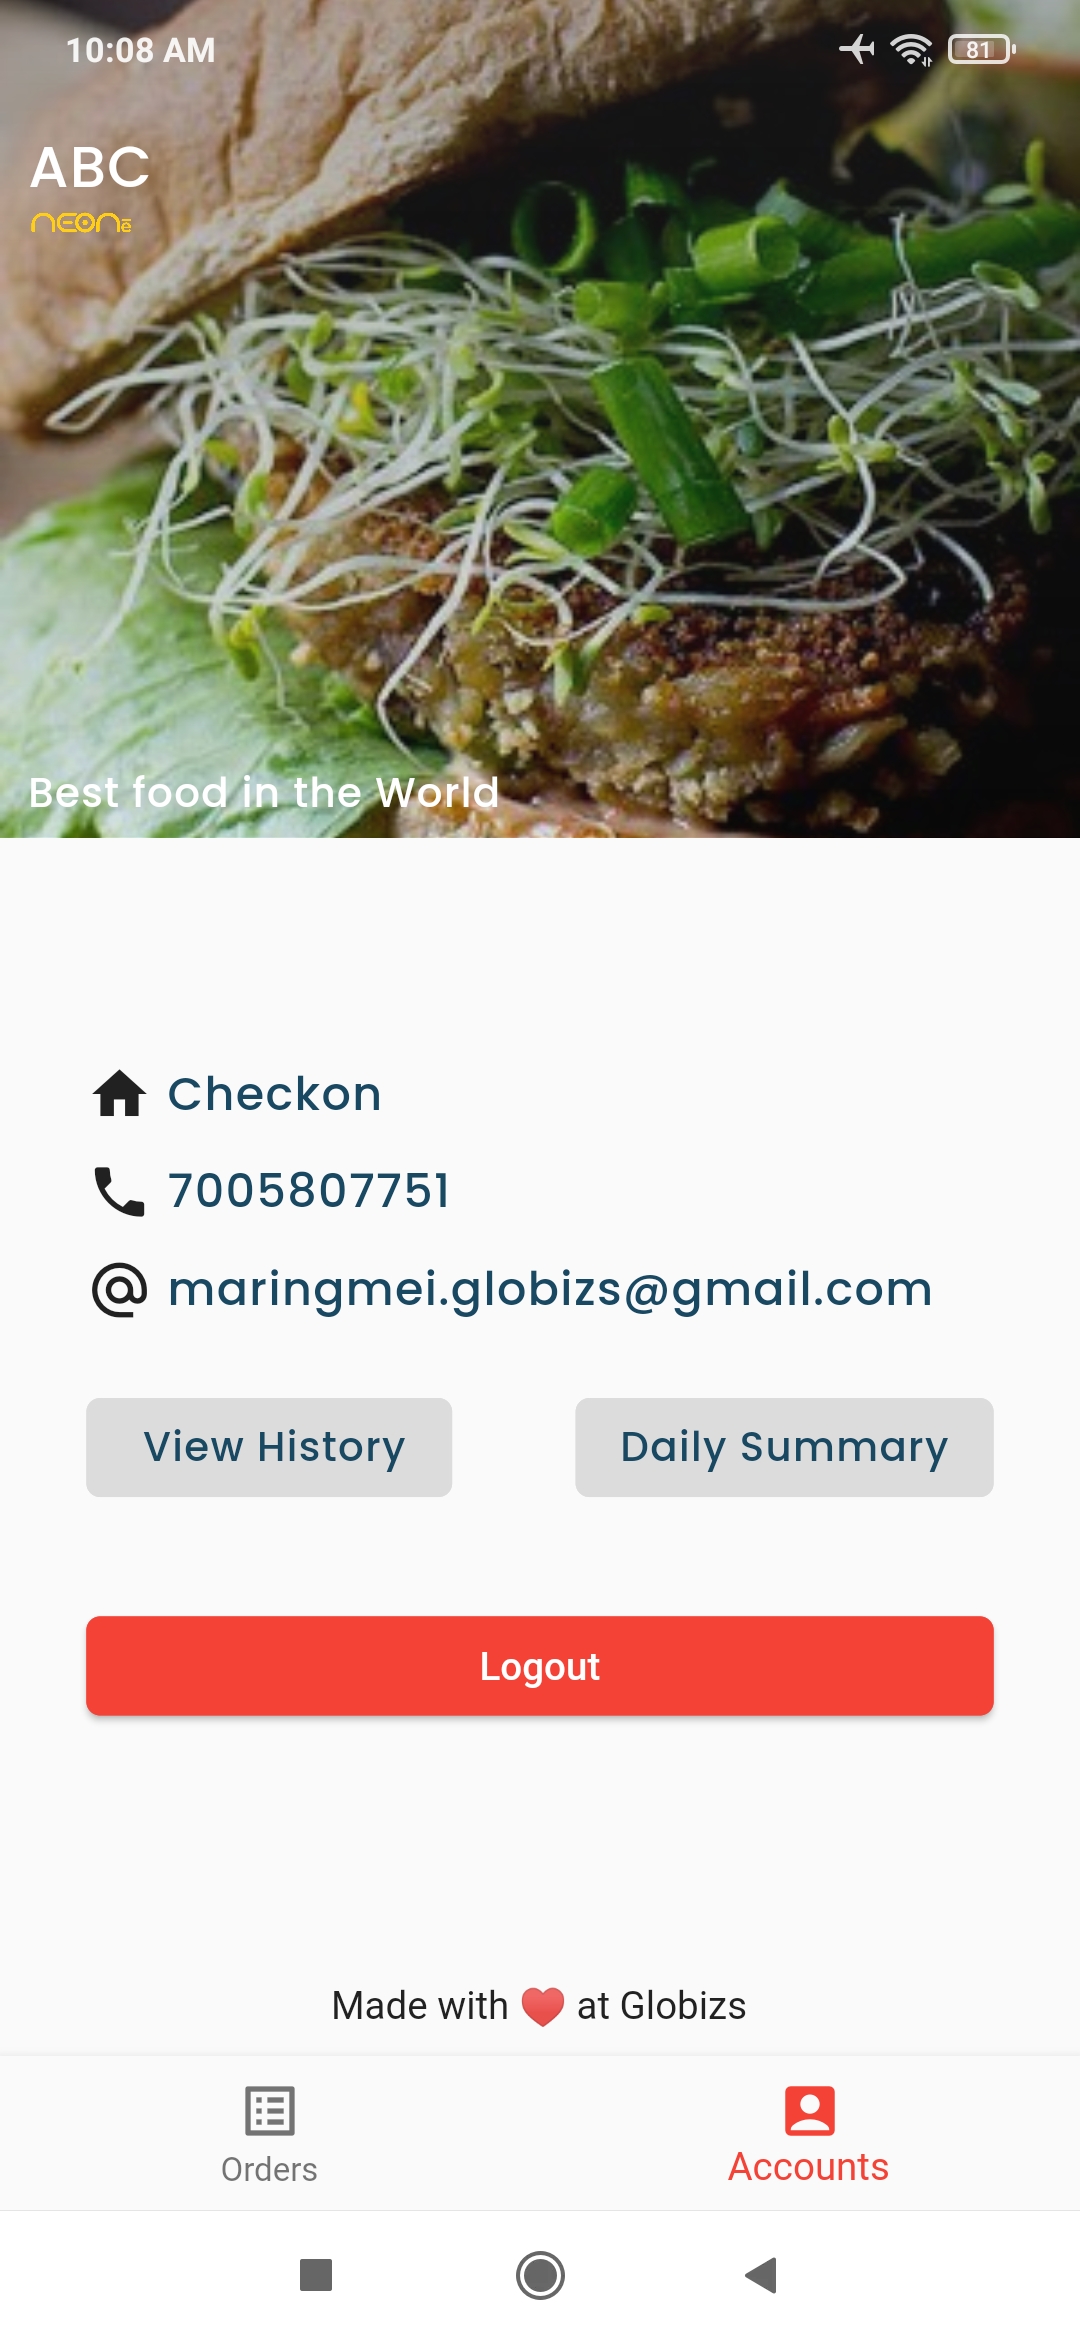 10:08 AM
81
ABC
neonē
Best food in the World
Checkon
7005807751
maringmei.globizs@gmail.com
View History
Daily Summary
Logout
Made with ❤️ at Globizs
Orders
Accounts